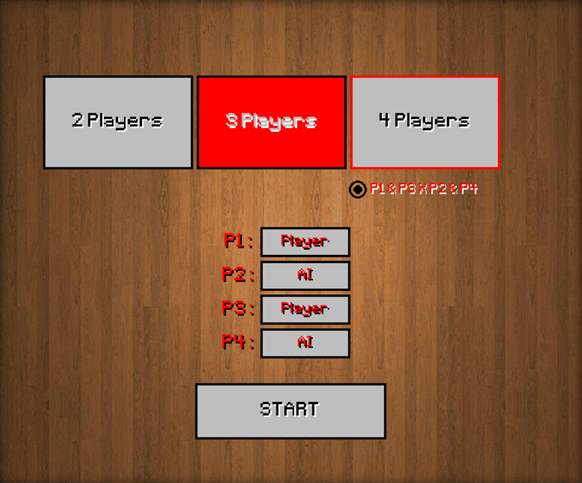 2 Players
3 Players
4 Players
P1 & P3 X P2 & P4
P1: Player
P2: AI
P3: Player
P4: AI
START